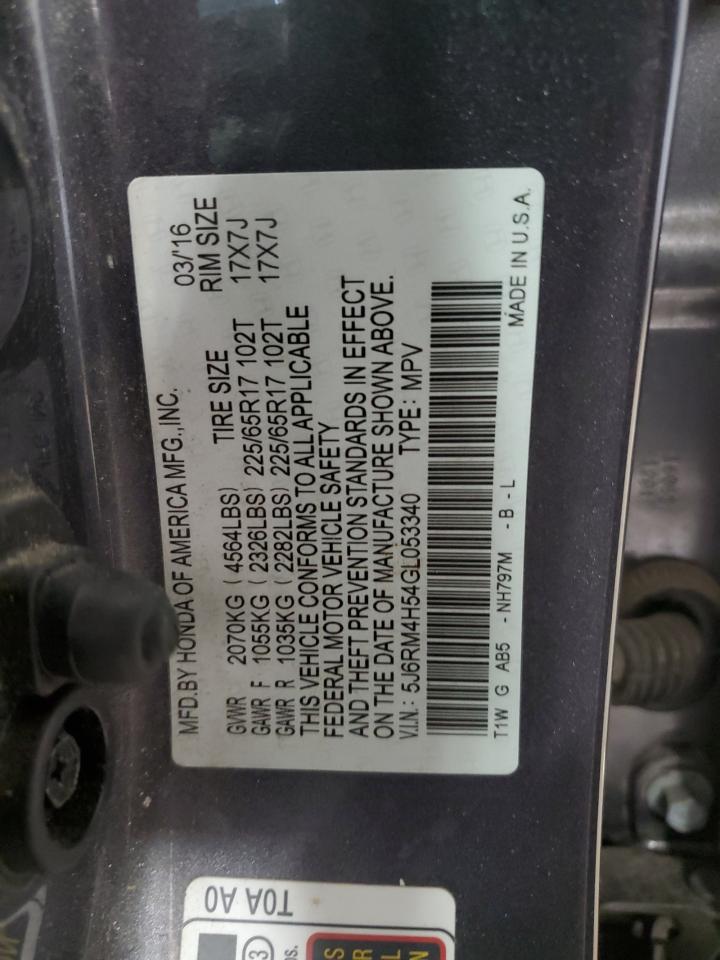 MFD. BY HONDA OF AMERICA MFG., INC. 03/'16
TIRE SIZE RIM SIZE
GVWR 2070KG (4564LBS)
GAWR F 1055KG (2326LBS) 225/65R17 102T 17X7J
GAWR R 1035KG (2282LBS) 225/65R17 102T 17X7J
THIS VEHICLE CONFORMS TO ALL APPLICABLE
FEDERAL MOTOR VEHICLE SAFETY
AND THEFT PREVENTION STANDARDS IN EFFECT
ON THE DATE OF MANUFACTURE SHOWN ABOVE.
V.I.N.: 5J6RM4H54GL053340 TYPE: MPV
T1W G AB5 -NH797M -B-L MADE IN U.S.A.
T0A A0